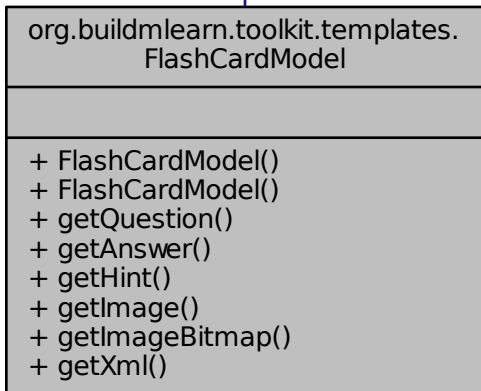 org.buildmlearn.toolkit.templates.
FlashCardModel
+ FlashCardModel()
+ FlashCardModel()
+ getQuestion()
+ getAnswer()
+ getHint()
+ getImage()
+ getImageBitmap()
+ getXml()